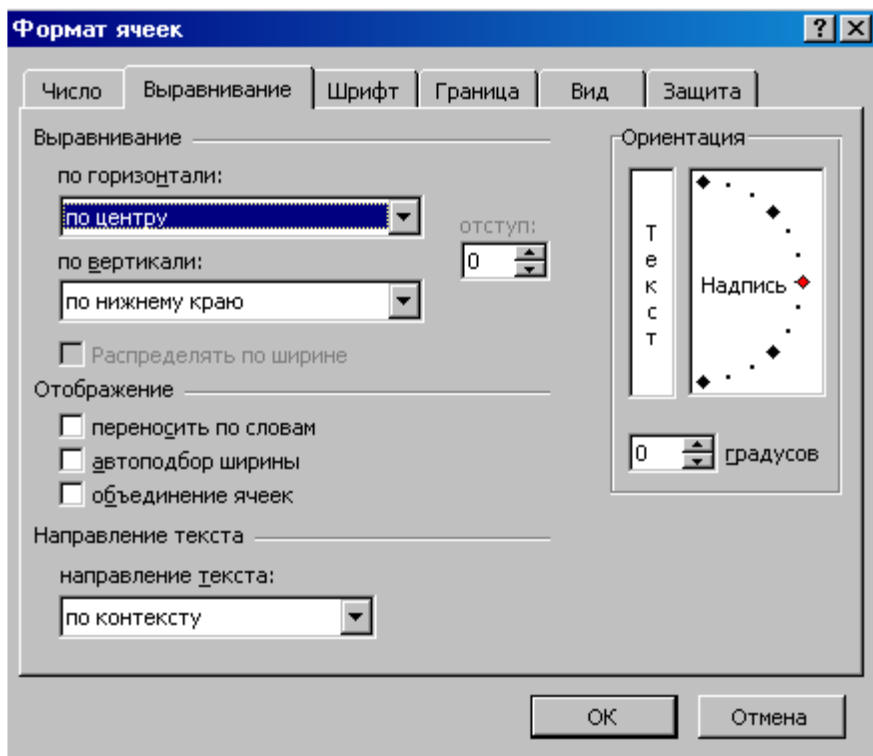 Формат ячеек
Число Выравнивание Шрифт Граница Вид Защита
Выравнивание
по горизонтали:
по центру
отступ:
0
по вертикали:
по нижнему краю
Распределять по ширине
Отображение
переносить по словам
автоподбор ширины
объединение ячеек
Направление текста
направление текста:
по контексту
Ориентация
Текст
Надпись
0 градусов
ОК Отмена